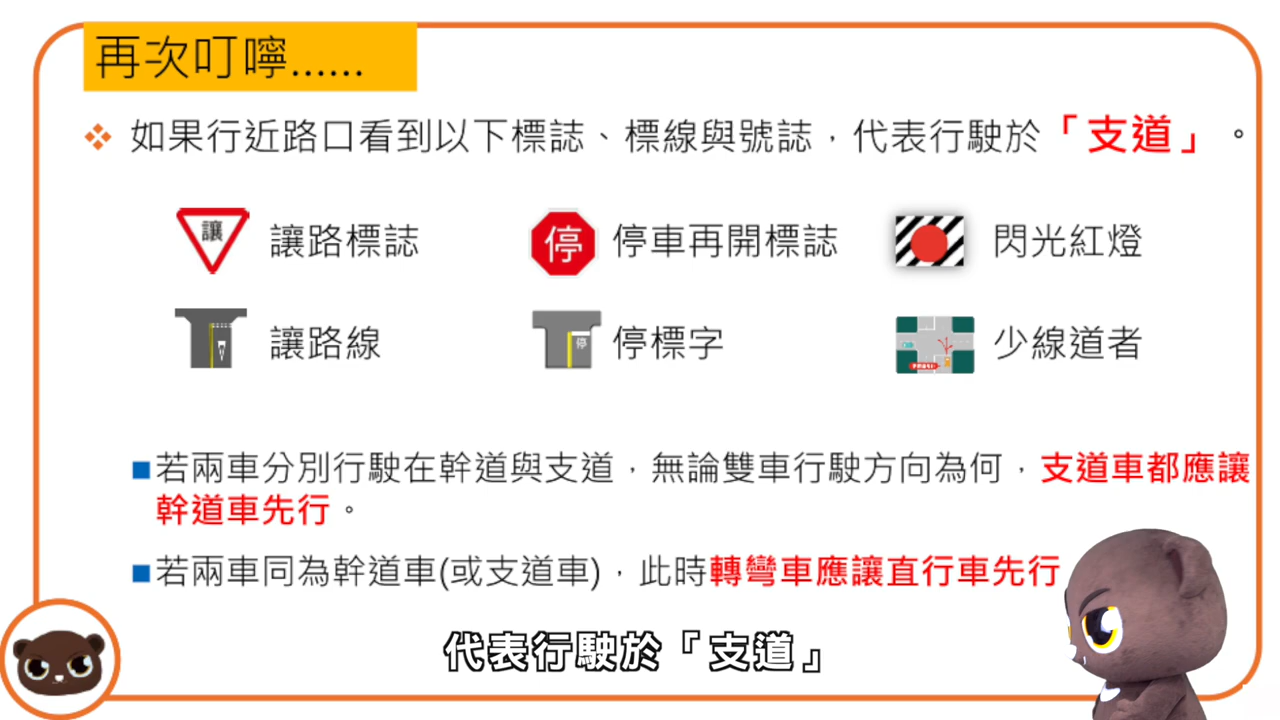 再次叮嚀......
如果行近路口看到以下標誌、標線與號誌，代表行駛於「支道」。
讓 讓路標誌 停 停車再開標誌 閃光紅燈
讓路線 停 停標字 少線道者
若兩車分別行駛在幹道與支道，無論雙車行駛方向為何，支道車都應讓
幹道車先行。
若兩車同為幹道車(或支道車)，此時轉彎車應讓直行車先行
代表行駛於「支道」